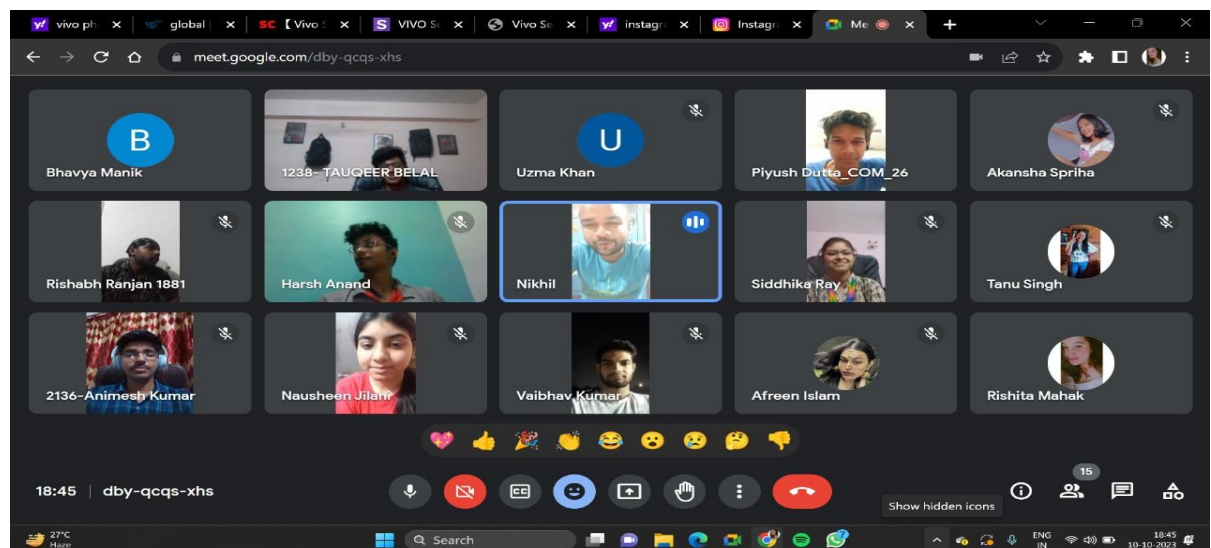 vivo ph
global
SC【Vivo S
S VIVO Se
Vivo Se
y! instagr
Instagr
Me
meet.google.com/dby-qcqs-xhs
B
Bhavya Manik
1238- TAUQEER BELAL
U
Uzma Khan
Piyush Dutta_COM_26
Akansha Spriha
Rishabh Ranjan 1881
Harsh Anand
Nikhil
Siddhika Ray
Tanu Singh
2136-Animesh Kumar
Nausheen Jilani
Vaibhav Kumar
Afreen Islam
Rishita Mahak
18:45 | dby-qcqs-xhs
CC
15
Show hidden icons
27°C
Haze
Search
ENG
IN
18:45
10-10-2023